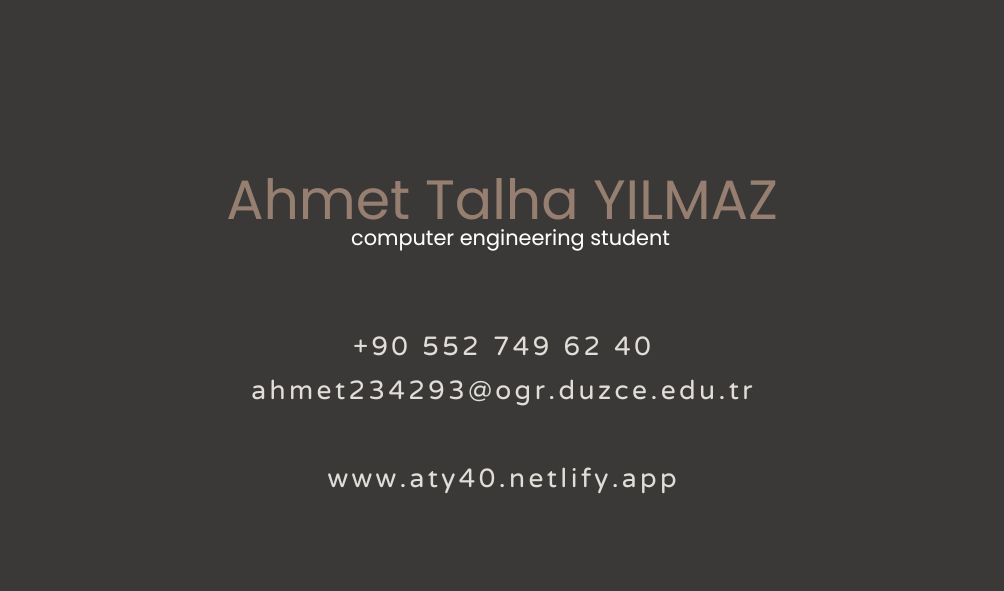 Ahmet Talha YILMAZ
computer engineering student
+90 552 749 62 40
ahmet234293@ogr.duzce.edu.tr
www.aty40.netlify.app